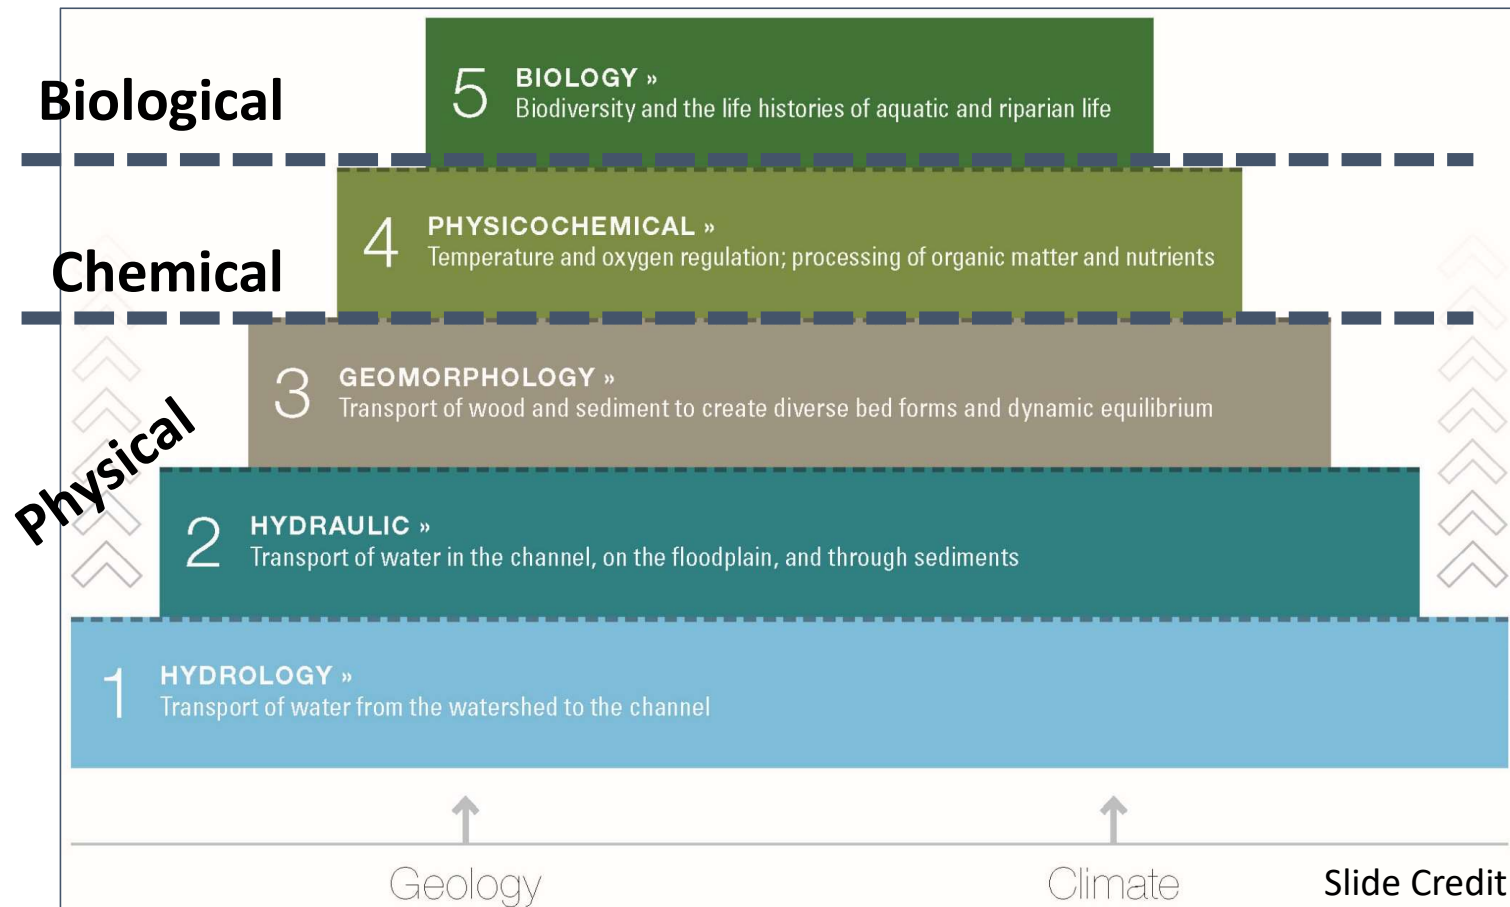 Biological
5
BIOLOGY »
Biodiversity and the life histories of aquatic and riparian life
Chemical
4
PHYSICOCHEMICAL »
Temperature and oxygen regulation; processing of organic matter and nutrients
Physical
3
GEOMORPHOLOGY »
Transport of wood and sediment to create diverse bed forms and dynamic equilibrium
2
HYDRAULIC »
Transport of water in the channel, on the floodplain, and through sediments
1
HYDROLOGY »
Transport of water from the watershed to the channel
Geology
Climate
Slide Credit